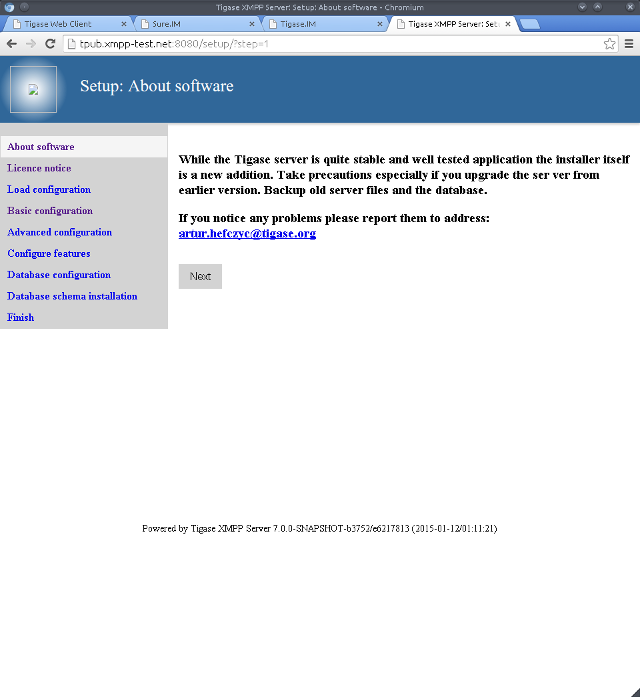 Tigase XMPP Server: Setup: About software - Chromium
Tigase Web Client
Sure.IM
Tigase.IM
Tigase XMPP Server: Set
tpub.xmpp-test.net:8080/setup/?step=1
Setup: About software
About software
Licence notice
Load configuration
Basic configuration
Advanced configuration
Configure features
Database configuration
Database schema installation
Finish
While the Tigase server is quite stable and well tested application the installer itself
is a new addition. Take precautions especially if you upgrade the ser ver from
earlier version. Backup old server files and the database.
If you notice any problems please report them to address:
artur.hefczyc@tigase.org
Next
Powered by Tigase XMPP Server 7.0.0-SNAPSHOT-b3752/e6217813 (2015-01-12/01:11:21)